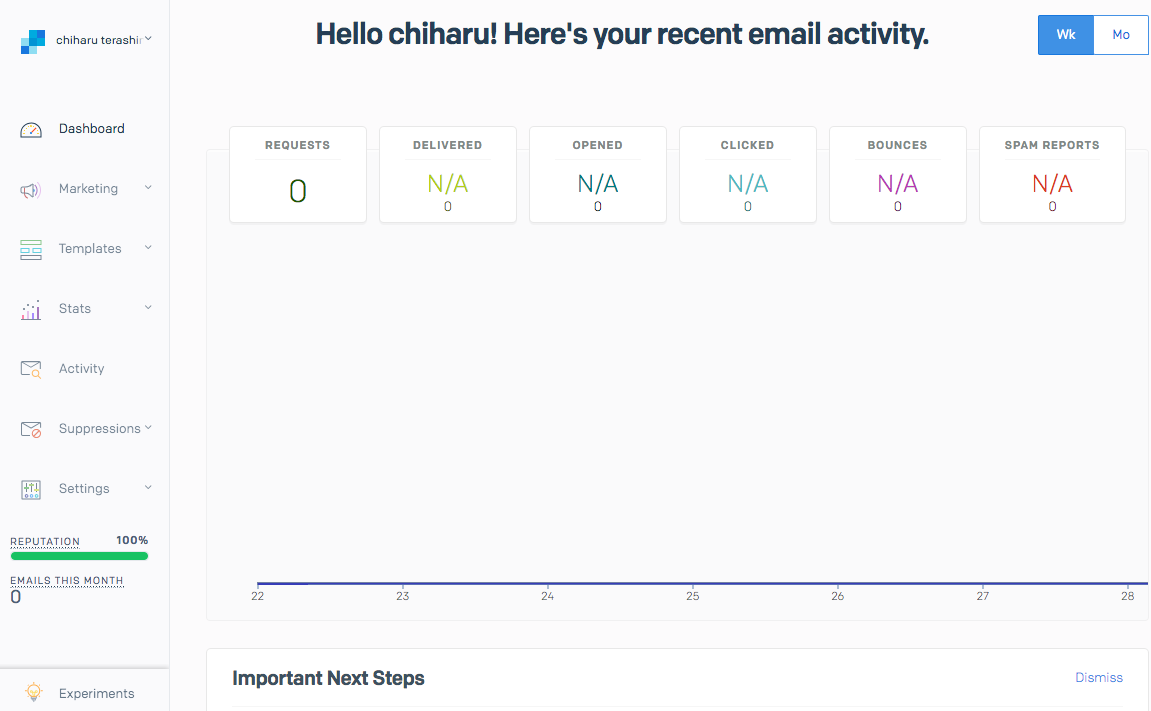 chiharu terashi
Hello chiharu! Here's your recent email activity.
Wk
Mo
Dashboard
Marketing
Templates
Stats
Activity
Suppressions
Settings
REPUTATION 100%
EMAILS THIS MONTH
0
Experiments
REQUESTS
0
DELIVERED
N/A
0
OPENED
N/A
0
CLICKED
N/A
0
BOUNCES
N/A
0
SPAM REPORTS
N/A
0
22 23 24 25 26 27 28
Important Next Steps
Dismiss